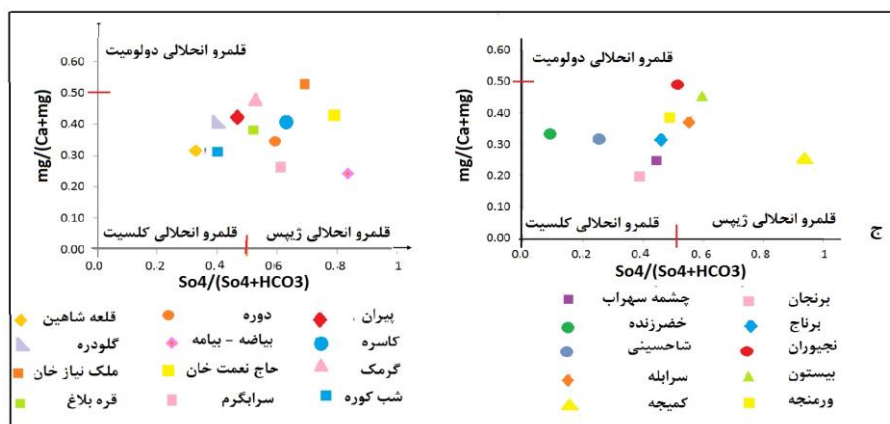 قلمرو انحلالی دولومیت
0.60
0.50
0.40
0.30
0.20
0.10
0.00
mg/(Ca+mg)
قلمرو انحلالی کلسیت
قلمرو انحلالی ژیپس
0.0 0.2 0.4 0.6 0.8 1
So4/(So4+HCO3)
قلعه شاهین
دوره
پیران
گلودره
بیاضه - بیامه
کاسره
ملک نیاز خان
حاج نعمت خان
گرمک
قره بلاغ
سرابگرم
شب کوره
قلمرو انحلالی دولومیت
0.60
0.50
0.40
0.30
0.20
0.10
0.00
mg/(Ca+mg)
قلمرو انحلالی کلسیت
قلمرو انحلالی ژیپس
0.0 0.2 0.4 0.6 0.8 1
So4/(So4+HCO3)
چشمه سهراب
برنجان
خضرزنده
برناج
شاحسینی
نجیوران
سرابله
بیستون
کمیجه
ورمنجه
ج